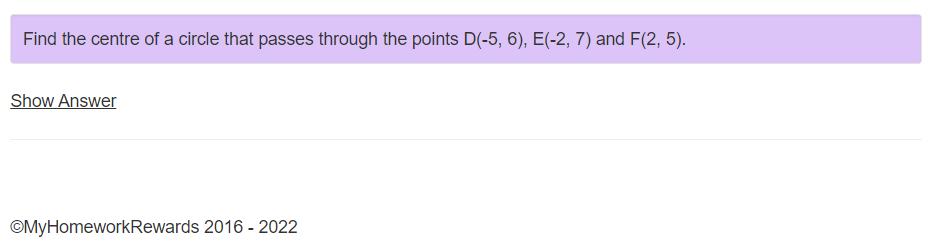 Find the centre of a circle that passes through the points D(-5, 6), E(-2, 7) and F(2, 5).
Show Answer
©MyHomeworkRewards 2016 - 2022